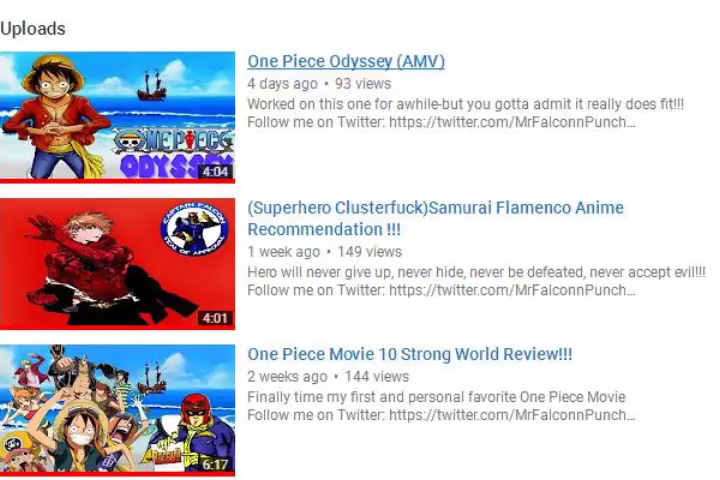 Uploads
One Piece Odyssey (AMV)
4 days ago • 93 views
Worked on this one for awhile-but you gotta admit it really does fit!!!
Follow me on Twitter: https://twitter.com/MrFalconnPunch...
ONE PIECE
ODYSSEY
4:04
(Superhero Clusterfuck)Samurai Flamenco Anime
Recommendation !!!
1 week ago • 149 views
Hero will never give up, never hide, never be defeated, never accept evil!!!
Follow me on Twitter: https://twitter.com/MrFalconnPunch...
CAPTAIN FALCON
SEAL OF APPROVAL
4:01
One Piece Movie 10 Strong World Review!!!
2 weeks ago • 144 views
Finally time my first and personal favorite One Piece Movie
Follow me on Twitter: https://twitter.com/MrFalconnPunch...
6:17